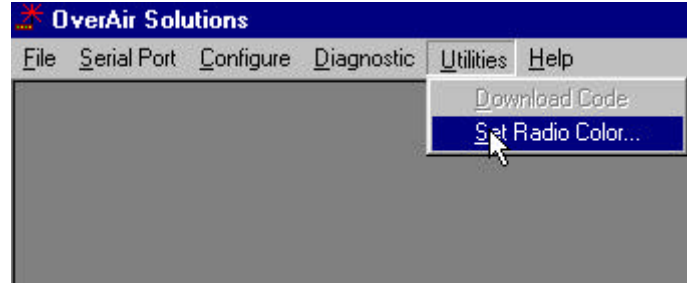 OverAir Solutions
File Serial Port Configure Diagnostic Utilities Help
Download Code
Set Radio Color...